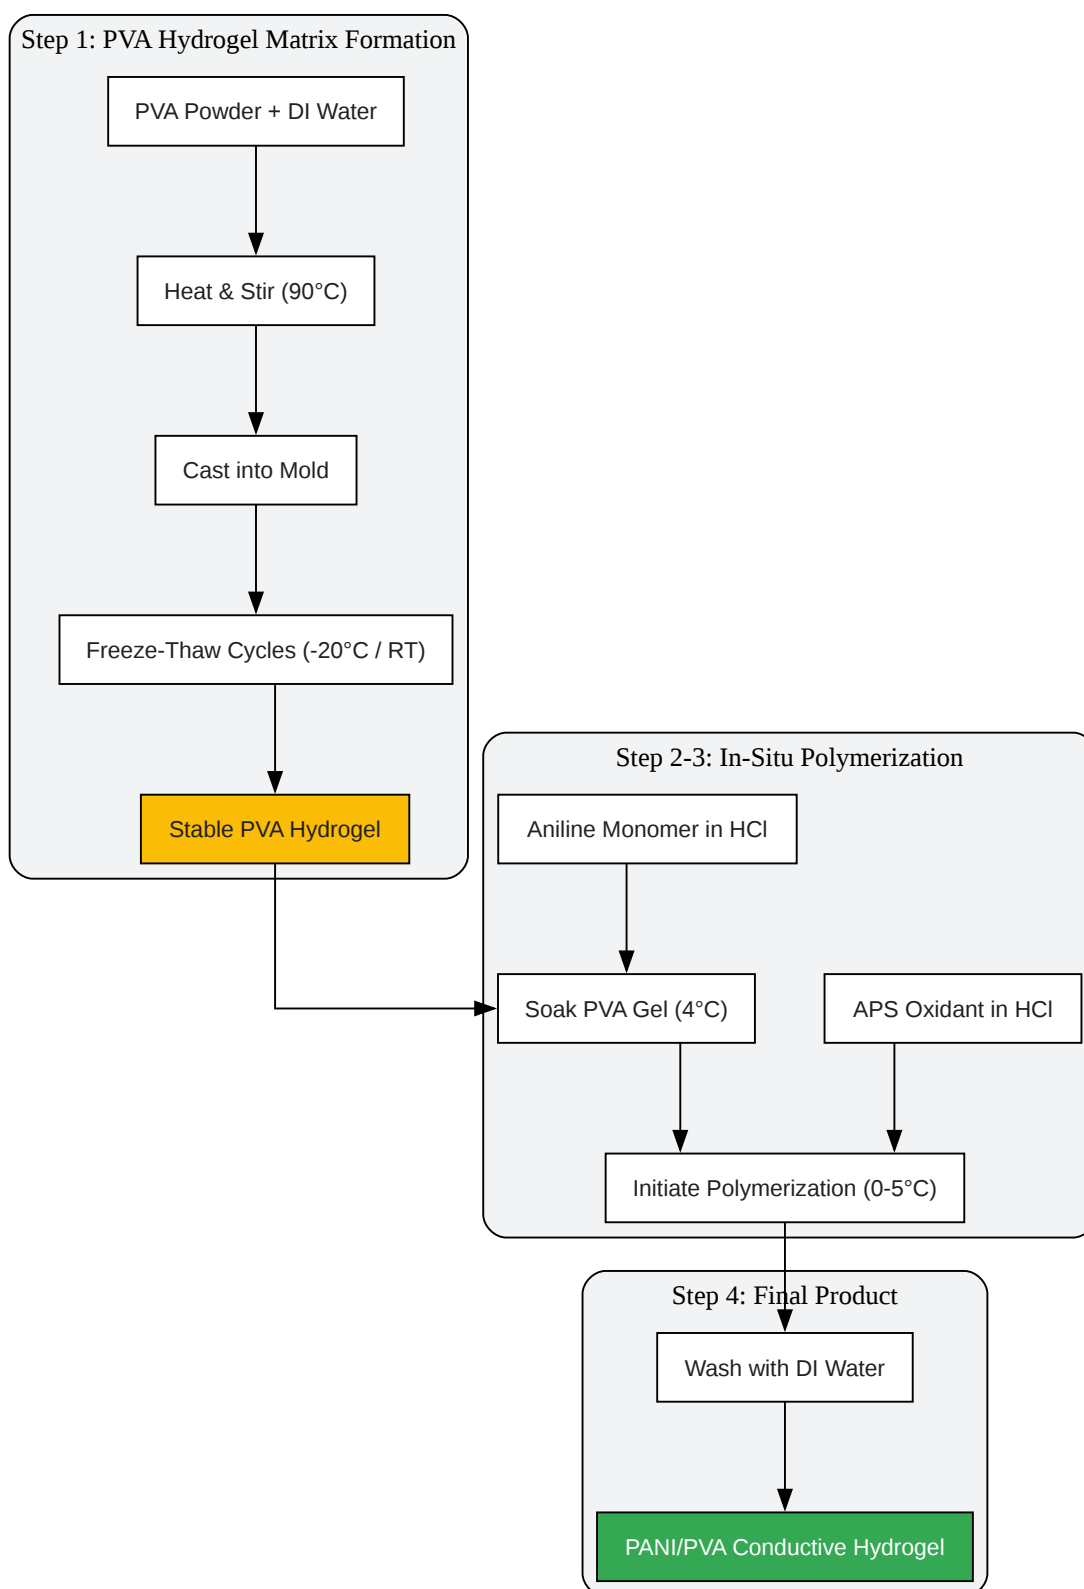 Step 1: PVA Hydrogel Matrix Formation
PVA Powder + DI Water
Heat & Stir (90°C)
Cast into Mold
Freeze-Thaw Cycles (-20°C / RT)
Stable PVA Hydrogel
Step 2-3: In-Situ Polymerization
Aniline Monomer in HCl
Soak PVA Gel (4°C)
APS Oxidant in HCl
Initiate Polymerization (0-5°C)
Step 4: Final Product
Wash with DI Water
PANI/PVA Conductive Hydrogel